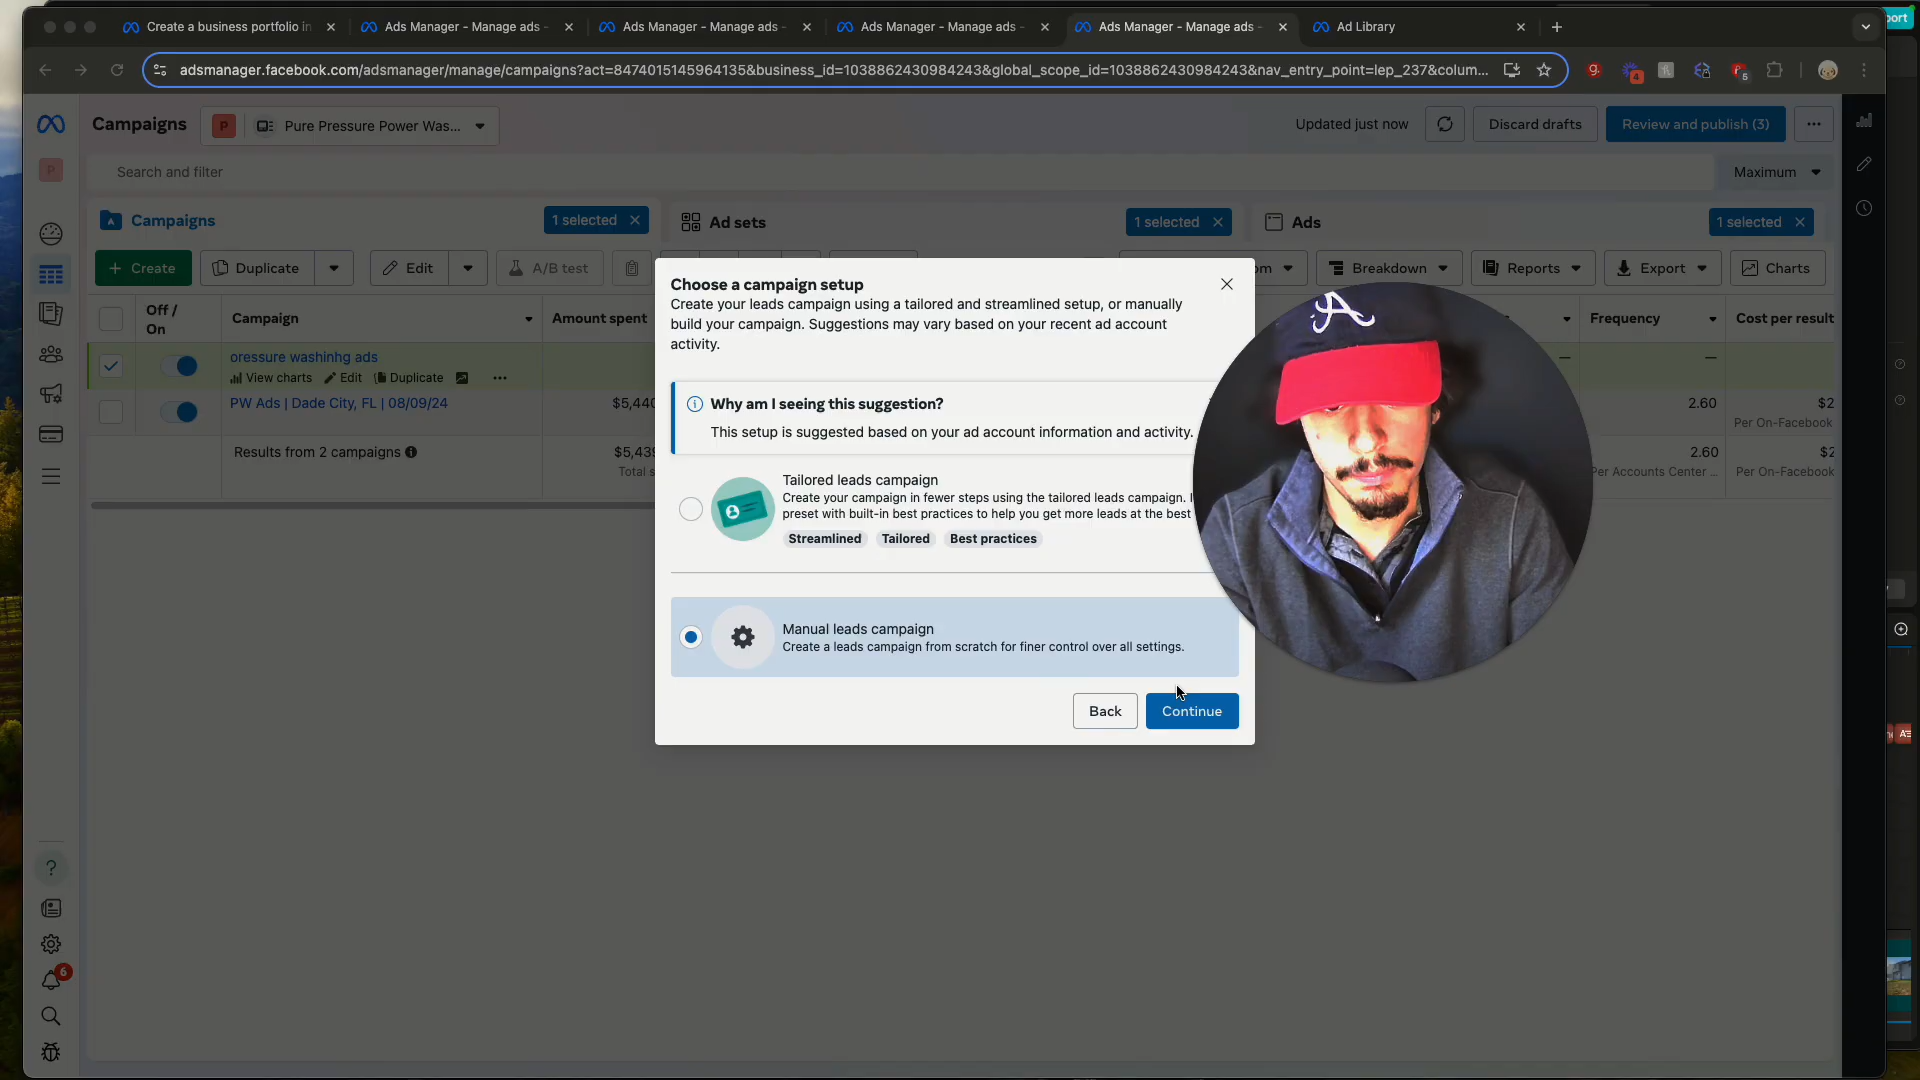 Create a business portfolio in
Ads Manager - Manage ads -
Ads Manager - Manage ads -
Ads Manager - Manage ads -
Ads Manager - Manage ads -
Ad Library
adsmanager.facebook.com/adsmanager/manage/campaigns?act=8474015145964135&business_id=1038862430984243&global_scope_id=1038862430984243&nav_entry_point=lep_237&colum...
g.
4
5
Campaigns
P
Pure Pressure Power Was...
Updated just now
Discard drafts
Review and publish (3)
P
Search and filter
Maximum
Campaigns
1 selected
Ad sets
1 selected
Ads
1 selected
Create
Duplicate
Edit
A/B test
Breakdown
Reports
Export
Charts
Off /
On
Campaign
Amount spent
Frequency
Cost per result
oressure washinhg ads
View charts
Edit
Duplicate
—
—
PW Ads | Dade City, FL | 08/09/24
$5,440
2.60
$2
Per On-Facebook
Results from 2 campaigns
$5,439
Total s
2.60
Per Accounts Center ...
$2
Per On-Facebook
Choose a campaign setup
Create your leads campaign using a tailored and streamlined setup, or manually
build your campaign. Suggestions may vary based on your recent ad account
activity.
Why am I seeing this suggestion?
This setup is suggested based on your ad account information and activity.
Tailored leads campaign
Create your campaign in fewer steps using the tailored leads campaign.
preset with built-in best practices to help you get more leads at the best
Streamlined
Tailored
Best practices
Manual leads campaign
Create a leads campaign from scratch for finer control over all settings.
Back
Continue
A
?
6